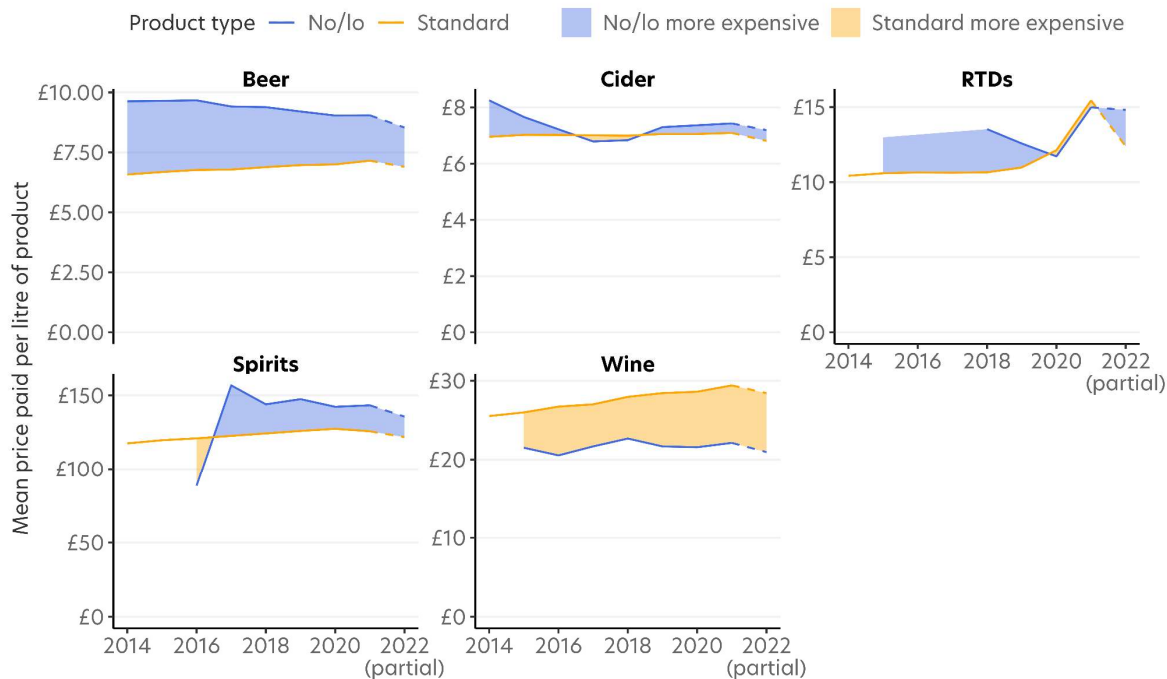 Product type No/lo Standard No/lo more expensive Standard more expensive
Mean price paid per litre of product
Beer
£10.00
£7.50
£5.00
£2.50
£0.00
Cider
£8
£6
£4
£2
£0
RTDs
£15
£10
£5
£0
2014 2016 2018 2020 2022
(partial)
Spirits
£150
£100
£50
£0
2014 2016 2018 2020 2022
(partial)
Wine
£30
£20
£10
£0
2014 2016 2018 2020 2022
(partial)